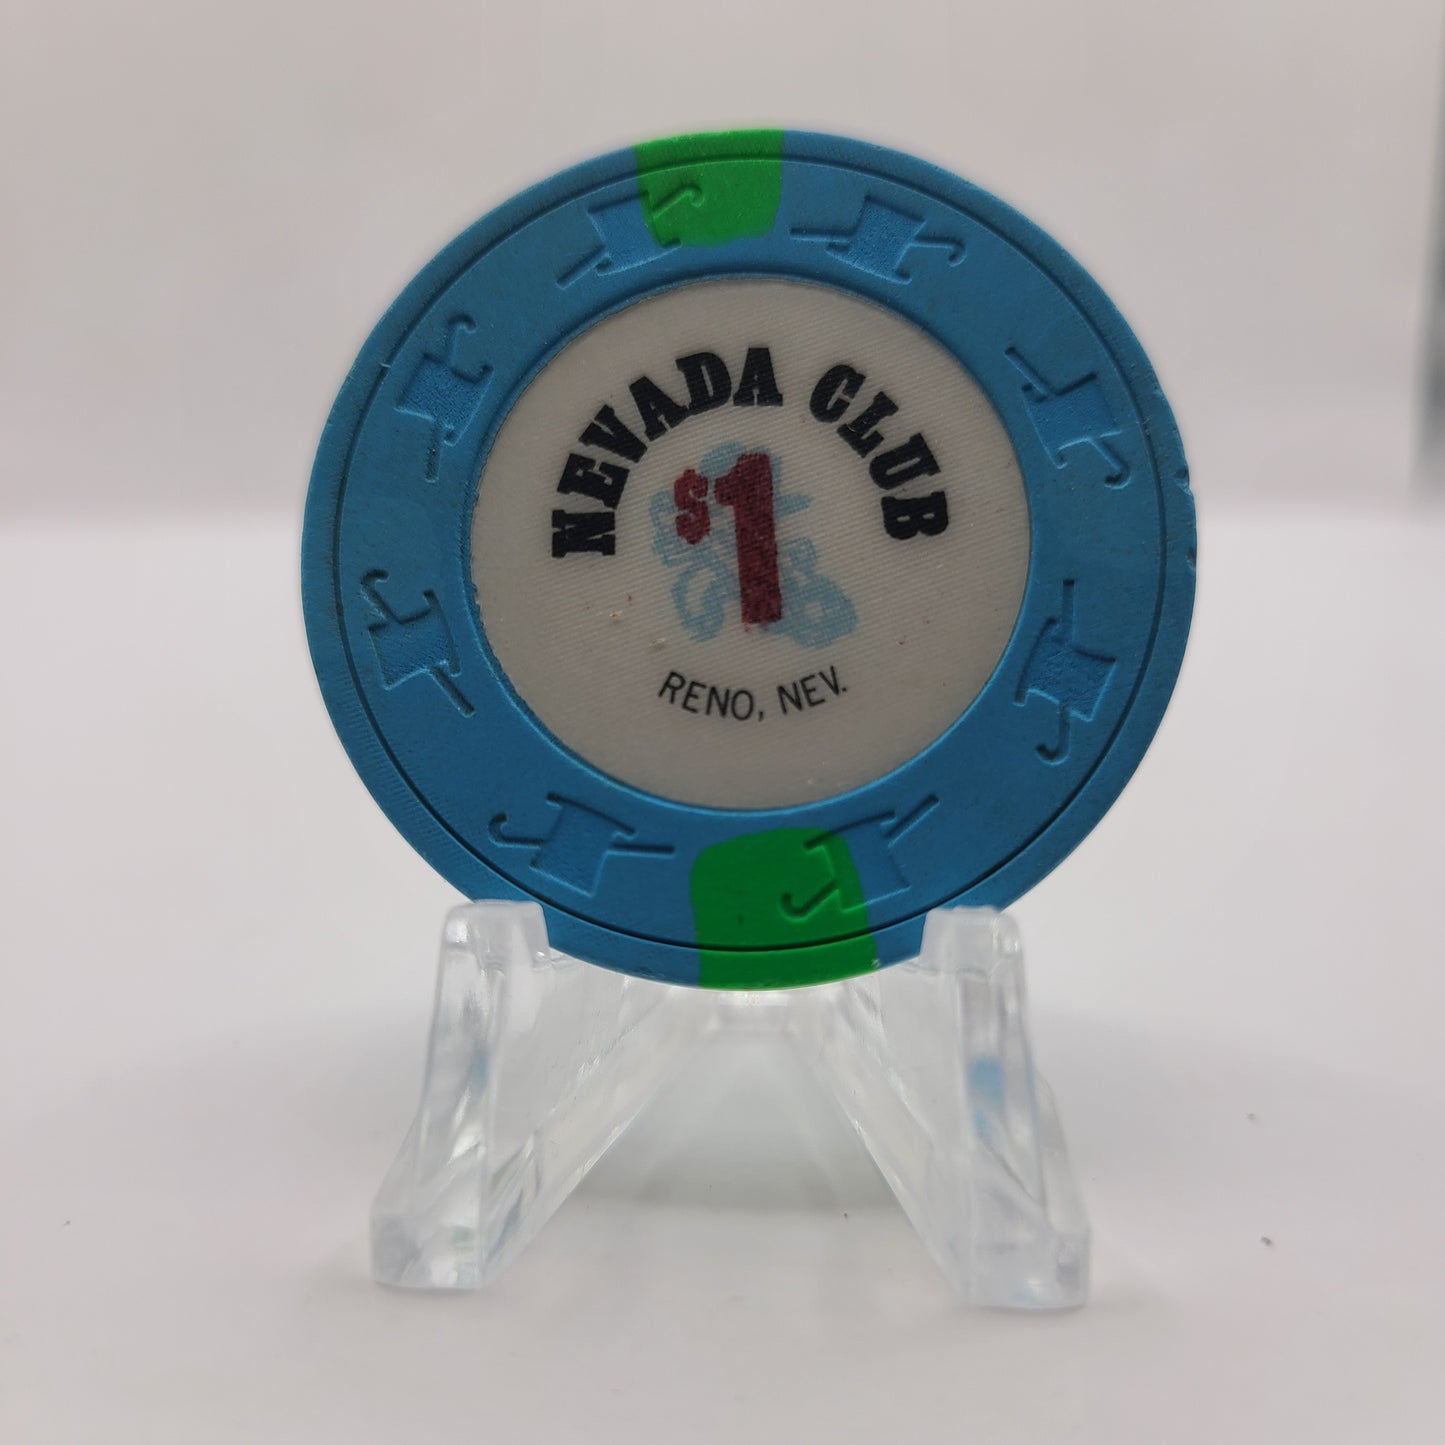 NEVADA CLUB
$1
RENO, NEV.